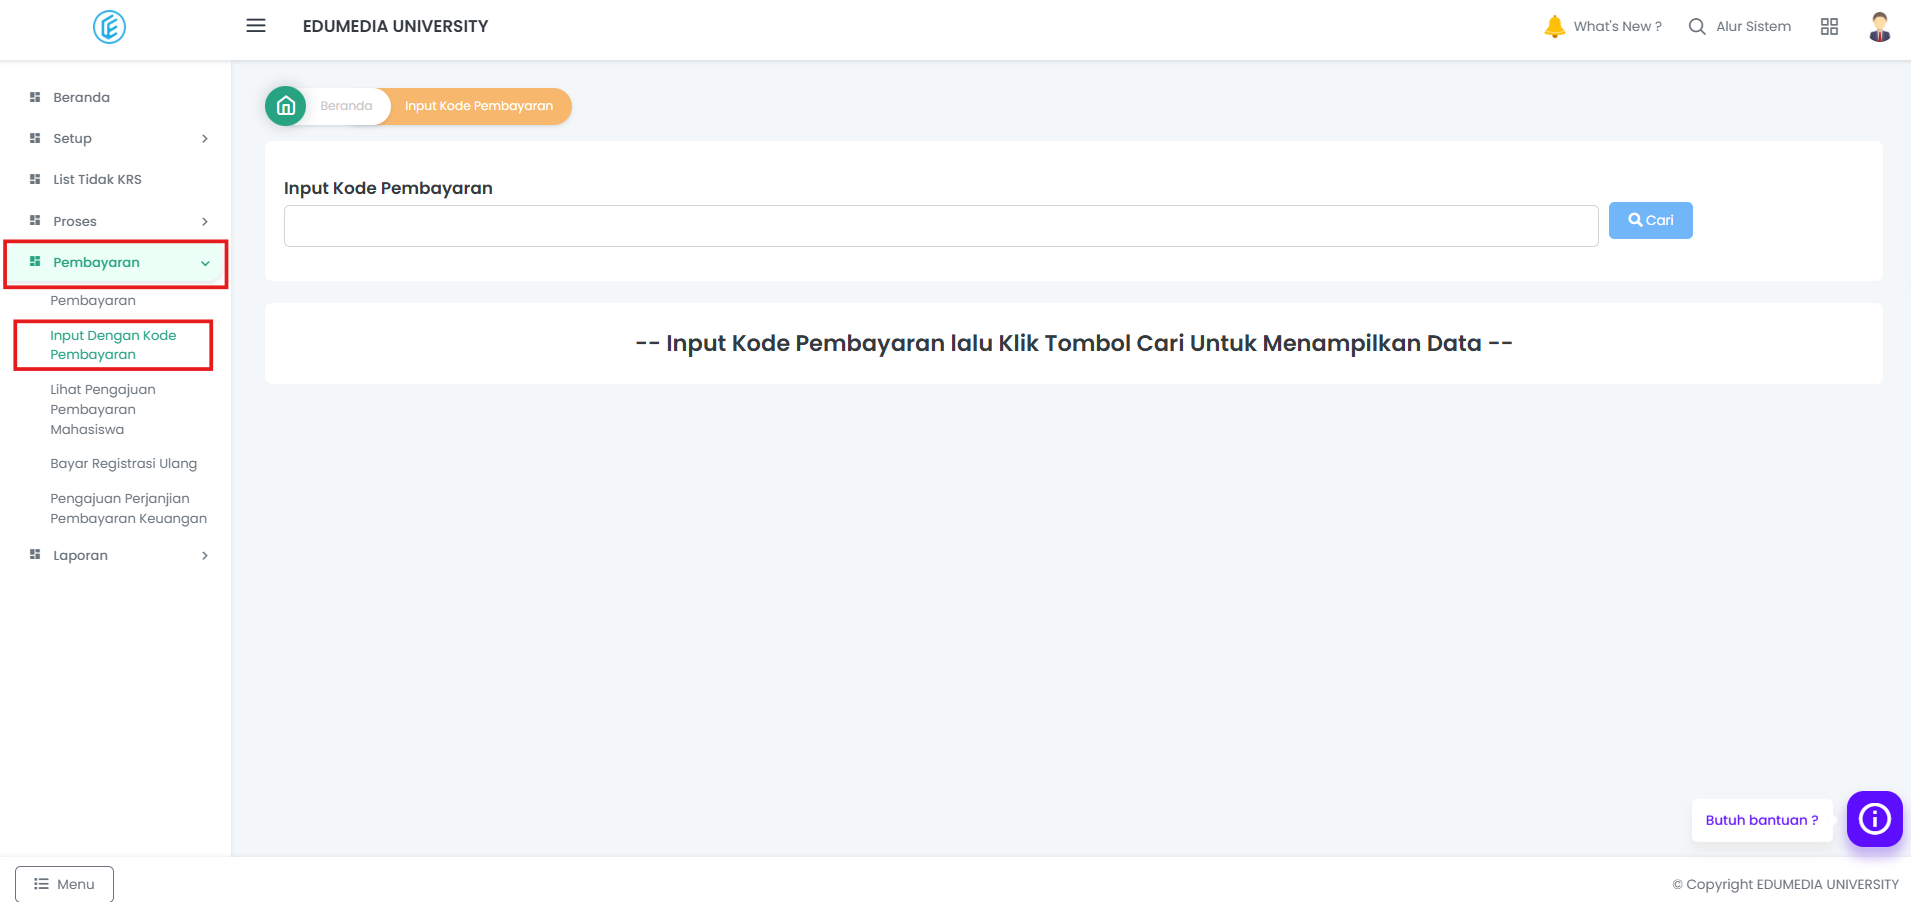 EDUMEDIA UNIVERSITY
What's New ?
Alur Sistem
Beranda
Setup
List Tidak KRS
Proses
Pembayaran
Pembayaran
Input Dengan Kode
Pembayaran
Lihat Pengajuan
Pembayaran
Mahasiswa
Bayar Registrasi Ulang
Pengajuan Perjanjian
Pembayaran Keuangan
Laporan
Beranda
Input Kode Pembayaran
Input Kode Pembayaran
Cari
-- Input Kode Pembayaran lalu Klik Tombol Cari Untuk Menampilkan Data --
Butuh bantuan ?
Menu
© Copyright EDUMEDIA UNIVERSITY